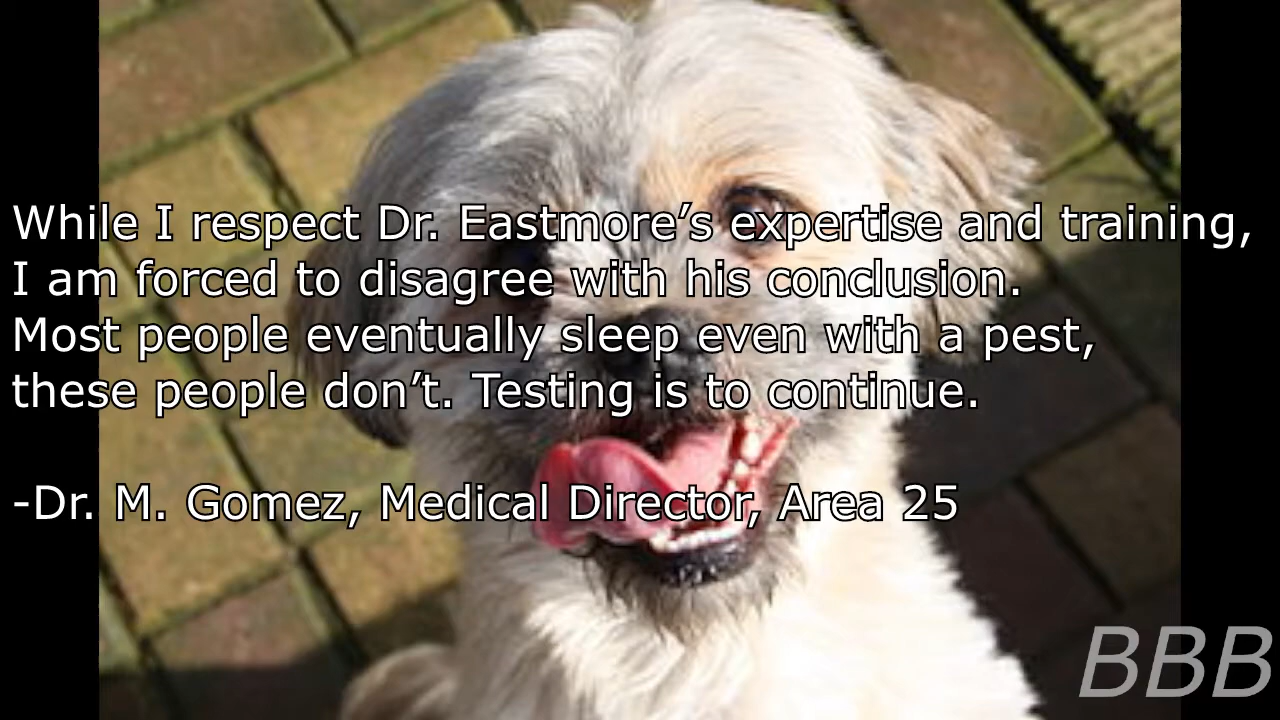 While I respect Dr. Eastmore’s expertise and training,
I am forced to disagree with his conclusion.
Most people eventually sleep even with a pest,
these people don’t. Testing is to continue.
-Dr. M. Gomez, Medical Director, Area 25
BBB